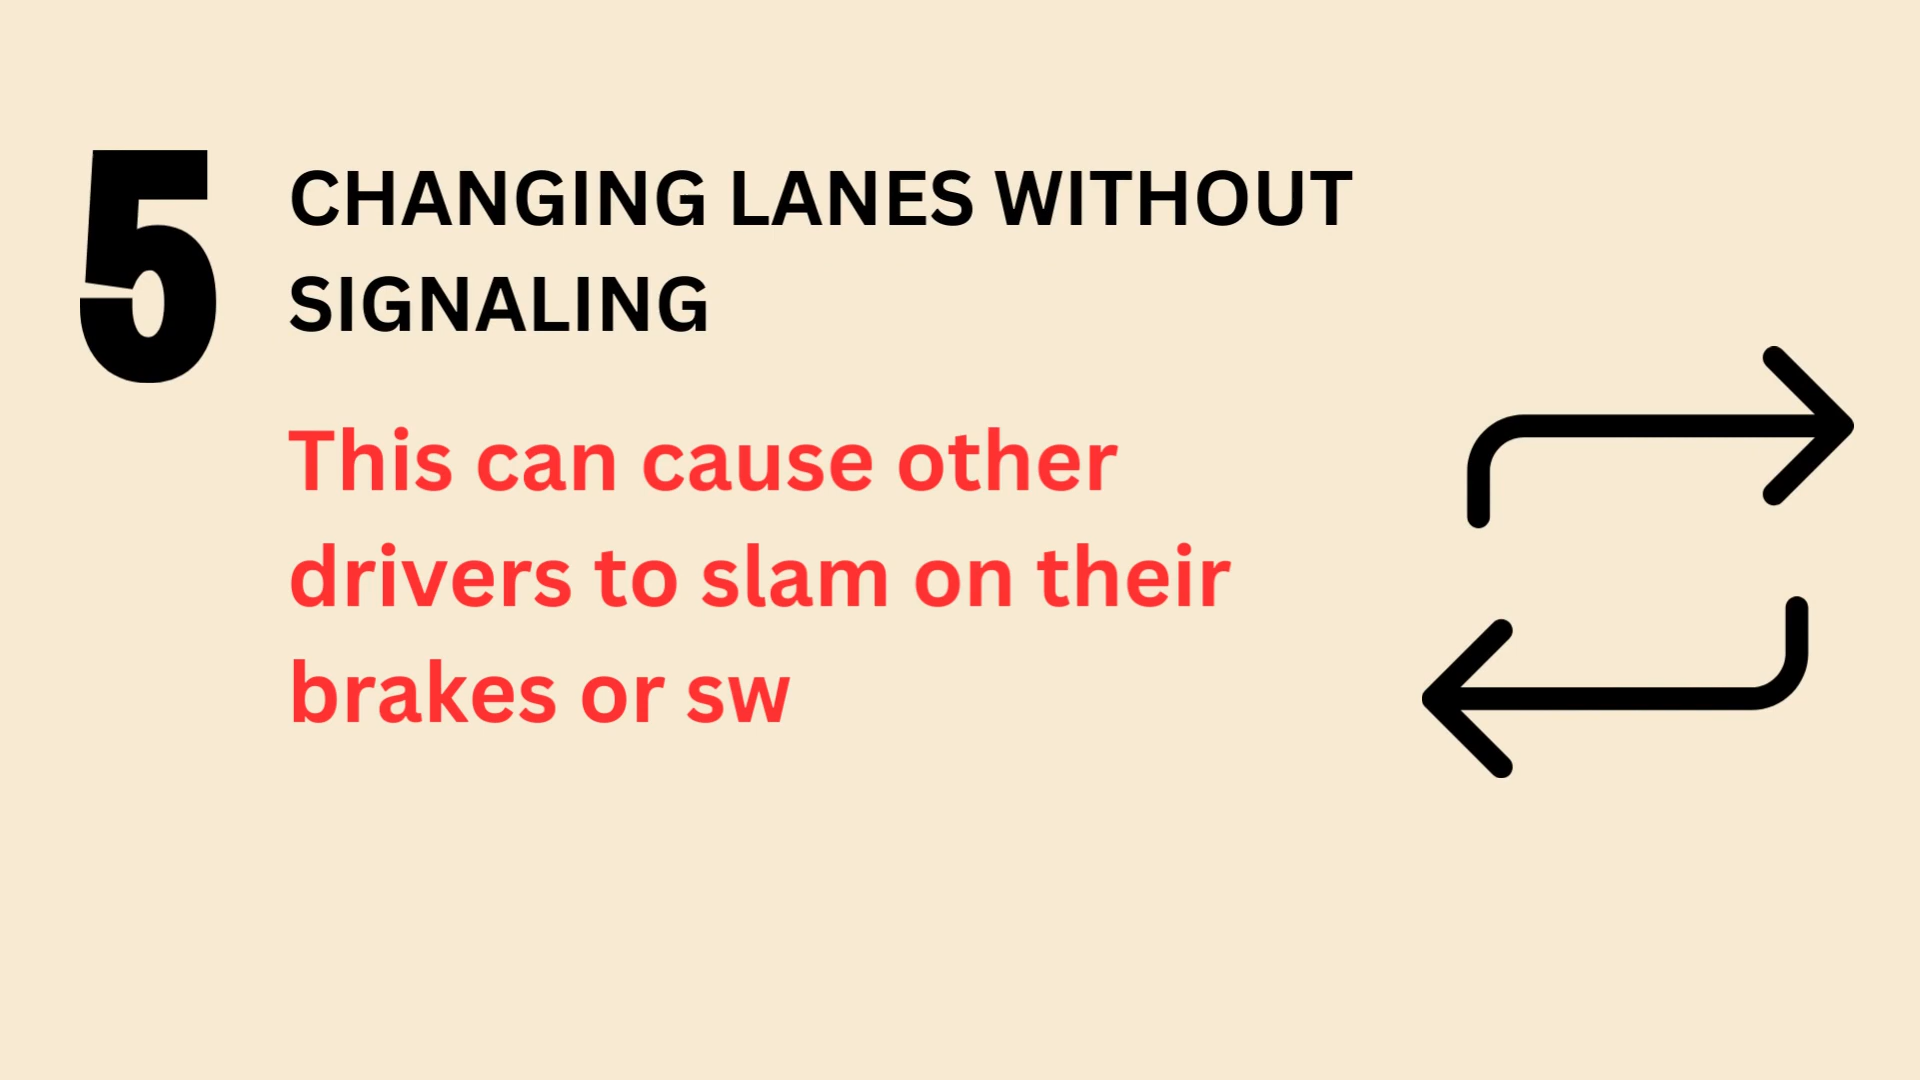 5
CHANGING LANES WITHOUT
SIGNALING
This can cause other
drivers to slam on their
brakes or sw